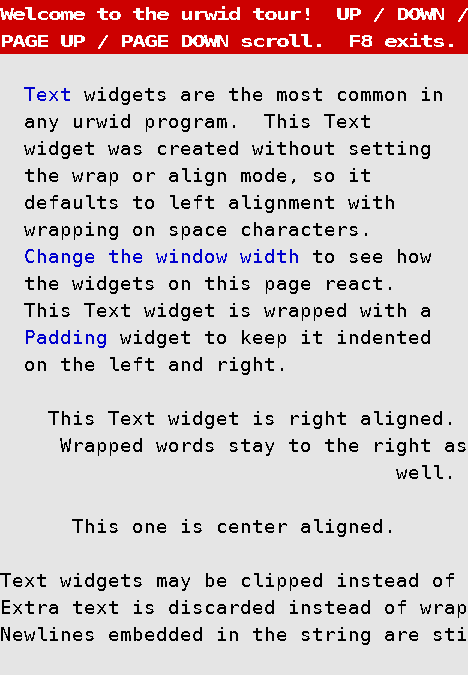 Welcome to the urwid tour!  UP / DOWN /
PAGE UP / PAGE DOWN scroll.  F8 exits.
Text widgets are the most common in
any urwid program.  This Text
widget was created without setting
the wrap or align mode, so it
defaults to left alignment with
wrapping on space characters.
Change the window width to see how
the widgets on this page react.
This Text widget is wrapped with a
Padding widget to keep it indented
on the left and right.
This Text widget is right aligned.
Wrapped words stay to the right as
well.
This one is center aligned.
Text widgets may be clipped instead of
Extra text is discarded instead of wrap
Newlines embedded in the string are sti